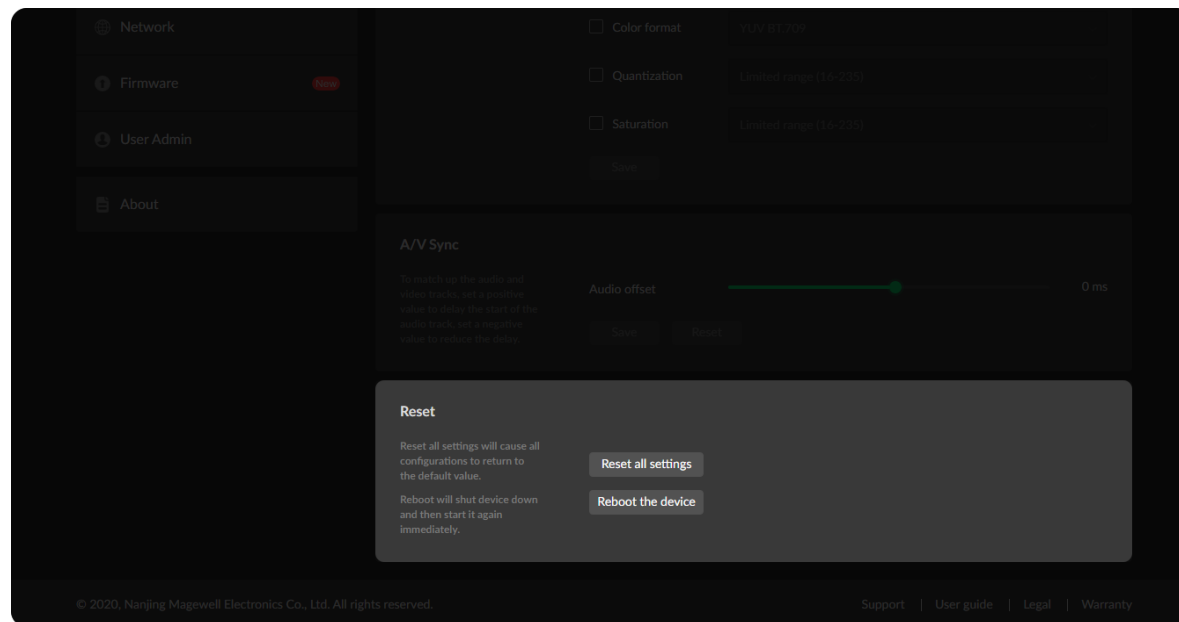 Network
Firmware
New
User Admin
About
Color format
YUV BT.709
Quantization
Limited range (16-235)
Saturation
Limited range (16-235)
Save
A/V Sync
To match up the audio and
video tracks, set a positive
value to delay the start of the
audio track, set a negative
value to reduce the delay.
Audio offset
0 ms
Save
Reset
Reset
Reset all settings will cause all
configurations to return to
the default value.
Reset all settings
Reboot will shut device down
and then start it again
immediately.
Reboot the device
© 2020, Nanjing Magewell Electronics Co., Ltd. All rights reserved.
Support | User guide | Legal | Warranty